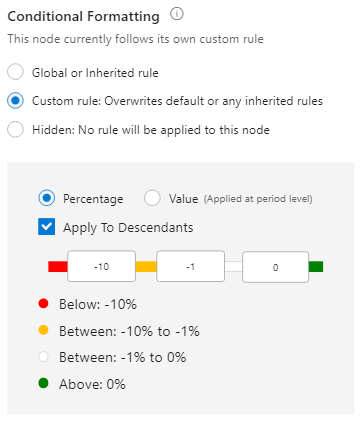 Conditional Formatting
This node currently follows its own custom rule
Global or Inherited rule
Custom rule: Overwrites default or any inherited rules
Hidden: No rule will be applied to this node
Percentage Value (Applied at period level)
Apply To Descendants
-10 -1 0
Below: -10%
Between: -10% to -1%
Between: -1% to 0%
Above: 0%